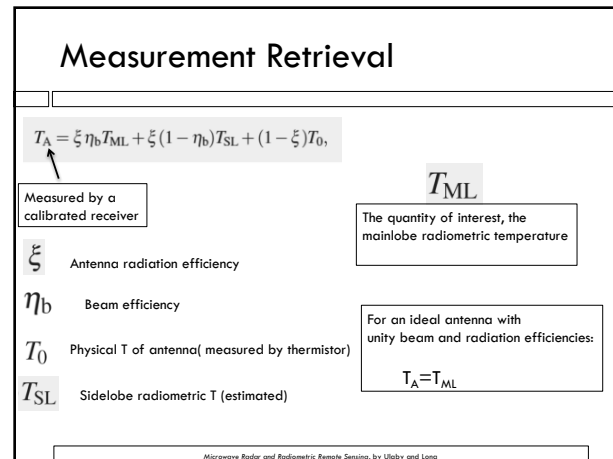 Measurement Retrieval
T_A = ξ η_b T_ML + ξ(1 − η_b)T_SL + (1 − ξ)T_0,
Measured by a
calibrated receiver
T_ML
The quantity of interest, the
mainlobe radiometric temperature
ξ Antenna radiation efficiency
η_b Beam efficiency
T_0 Physical T of antenna( measured by thermistor)
T_SL Sidelobe radiometric T (estimated)
For an ideal antenna with
unity beam and radiation efficiencies:
T_A=T_ML
Microwave Radar and Radiometric Remote Sensing, by Ulaby and Long